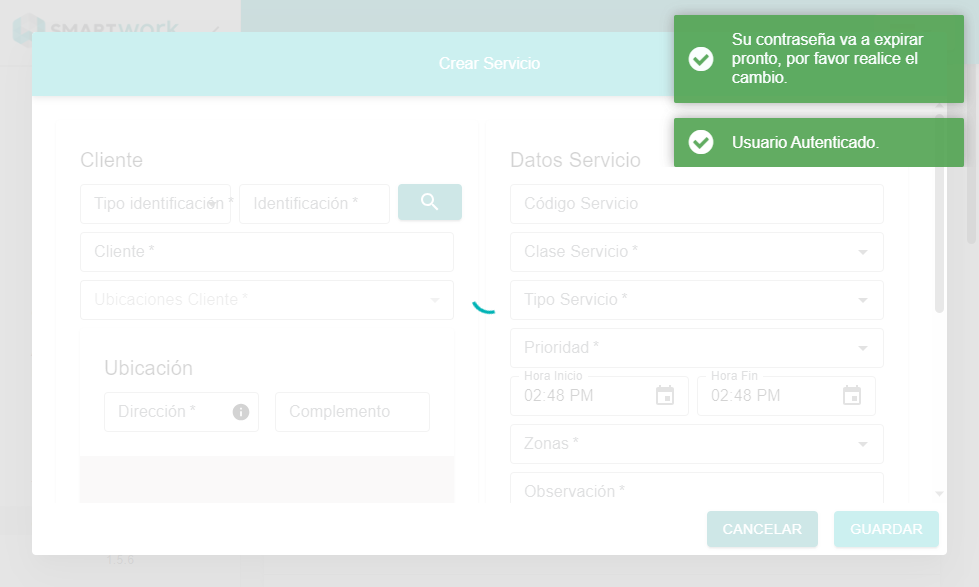 SMARTWORK
Crear Servicio
Su contraseña va a expirar
pronto, por favor realice el
cambio.
Usuario Autenticado.
Cliente
Tipo identificación *
Identificación *
Cliente *
Ubicaciones Cliente *
Ubicación
Dirección *
Complemento
Datos Servicio
Código Servicio
Clase Servicio *
Tipo Servicio *
Prioridad *
Hora Inicio
02:48 PM
Hora Fin
02:48 PM
Zonas *
Observación *
CANCELAR
GUARDAR
1.5.6